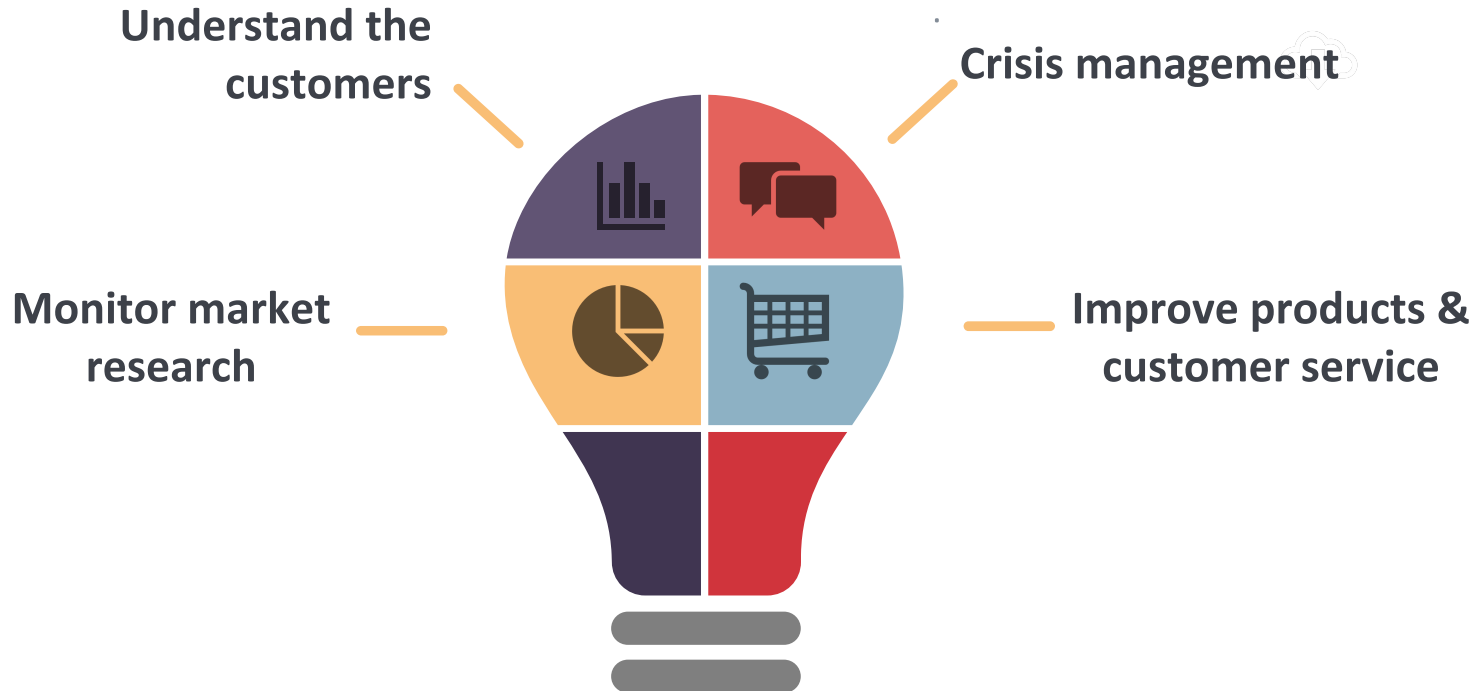 Understand the
customers
Crisis management
Monitor market
research
Improve products &
customer service